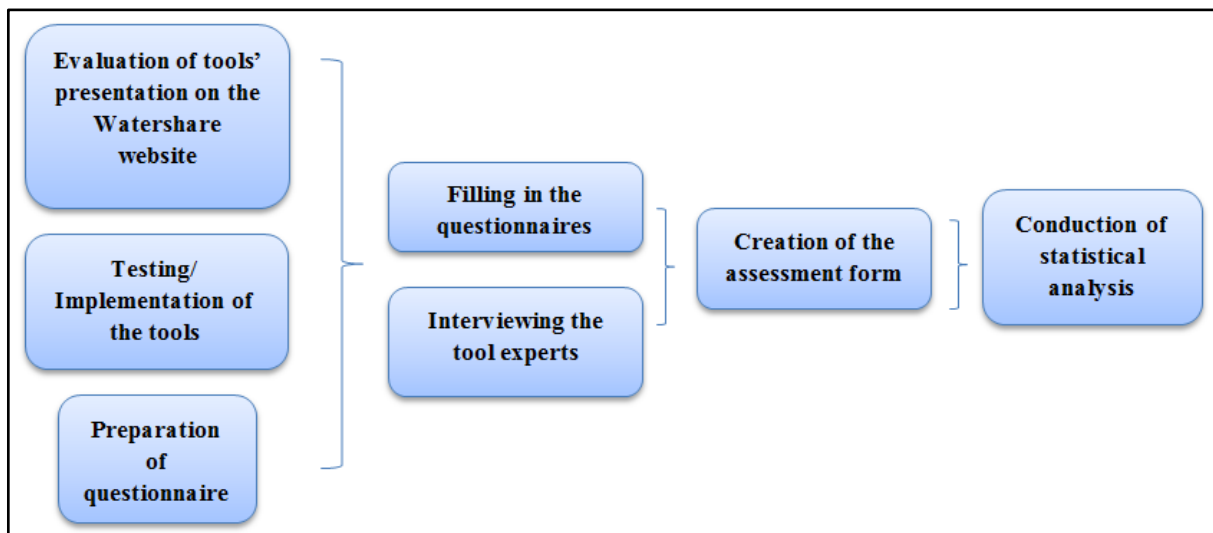 Evaluation of tools’
presentation on the
Watershare
website
Testing/
Implementation of
the tools
Preparation
of
questionnaire
Filling in the
questionnaires
Interviewing the
tool experts
Creation of the
assessment form
Conduction of
statistical
analysis